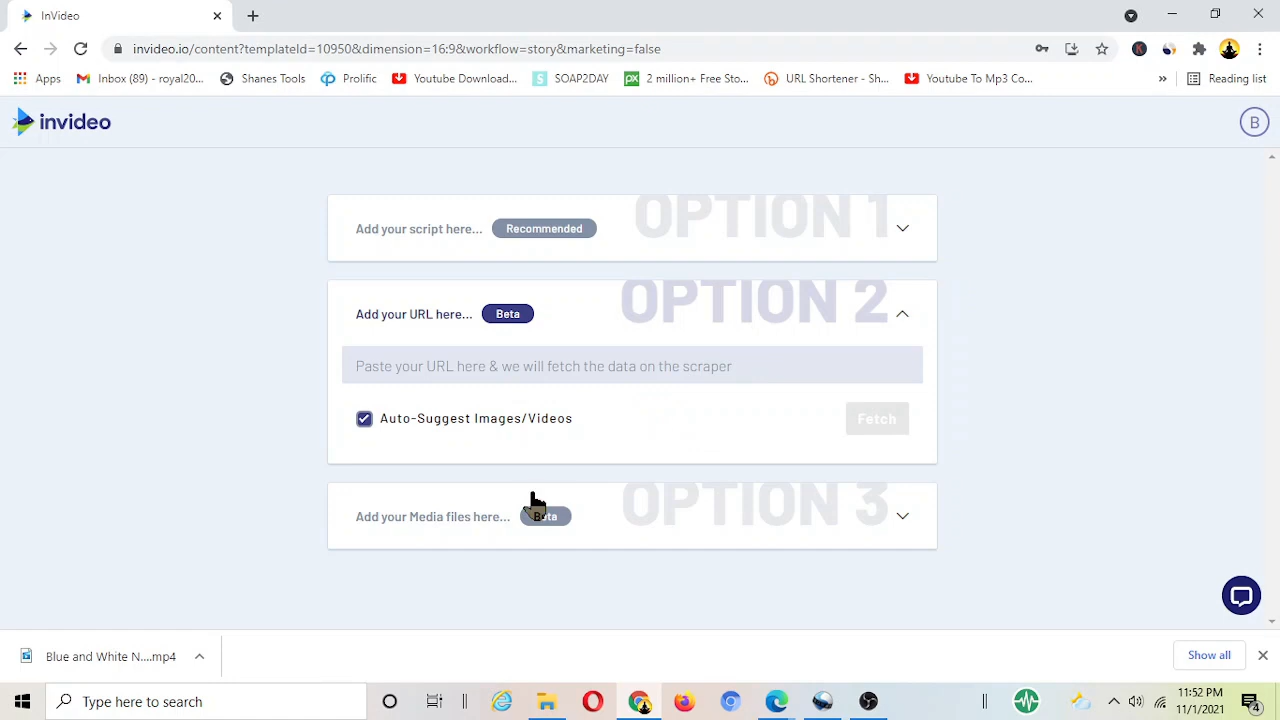 InVideo
invideo.io/content?templateId=10950&dimension=16:9&workflow=story&marketing=false
Apps
Inbox (89) - royal20...
Shanes Tools
Prolific
Youtube Download...
SOAP2DAY
2 million+ Free Sto...
URL Shortener - Sh...
Youtube To Mp3 Co...
»
Reading list
invideo
B
OPTION 1
Add your script here... Recommended
OPTION 2
Add your URL here... Beta
Paste your URL here & we will fetch the data on the scraper
Auto-Suggest Images/Videos
Fetch
OPTION 3
Add your Media files here... Beta
Blue and White N....mp4
Show all
Type here to search
11:52 PM
11/1/2021
4